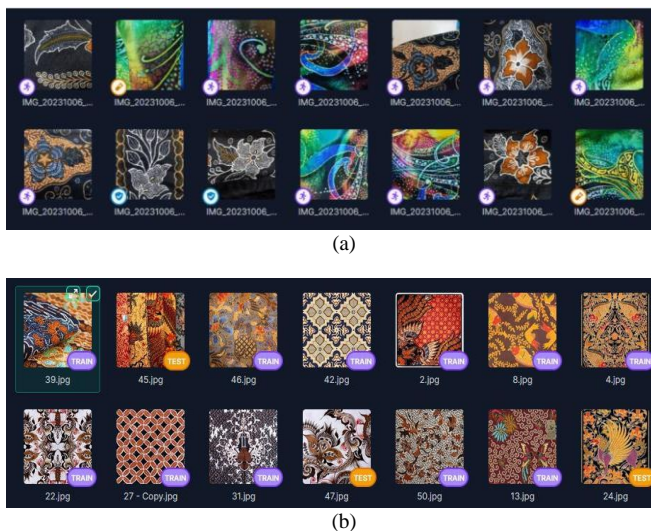 IMG_20231006_... IMG_20231006_... IMG_20231006_... IMG_20231006_... IMG_20231006_... IMG_20231006_... IMG_20231006_...
IMG_20231006_... IMG_20231006_... IMG_20231006_... IMG_20231006_... IMG_20231006_... IMG_20231006_... IMG_20231006_...
(a)
TRAIN TEST TRAIN TRAIN TRAIN TRAIN TRAIN
39.jpg 45.jpg 46.jpg 42.jpg 2.jpg 8.jpg 4.jpg
TRAIN TRAIN TRAIN TEST TRAIN TRAIN TEST
22.jpg 27 - Copy.jpg 31.jpg 47.jpg 50.jpg 13.jpg 24.jpg
(b)